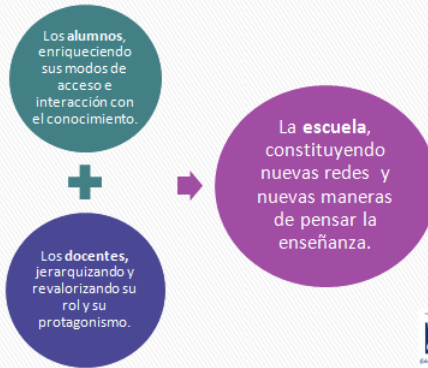 Los alumnos,
enriqueciendo
sus modos de
acceso e
interacción con
el conocimiento.
Los docentes,
jerarquizando y
revalorizando su
rol y su
protagonismo.
La escuela,
constituyendo
nuevas redes y
nuevas maneras
de pensar la
enseñanza.